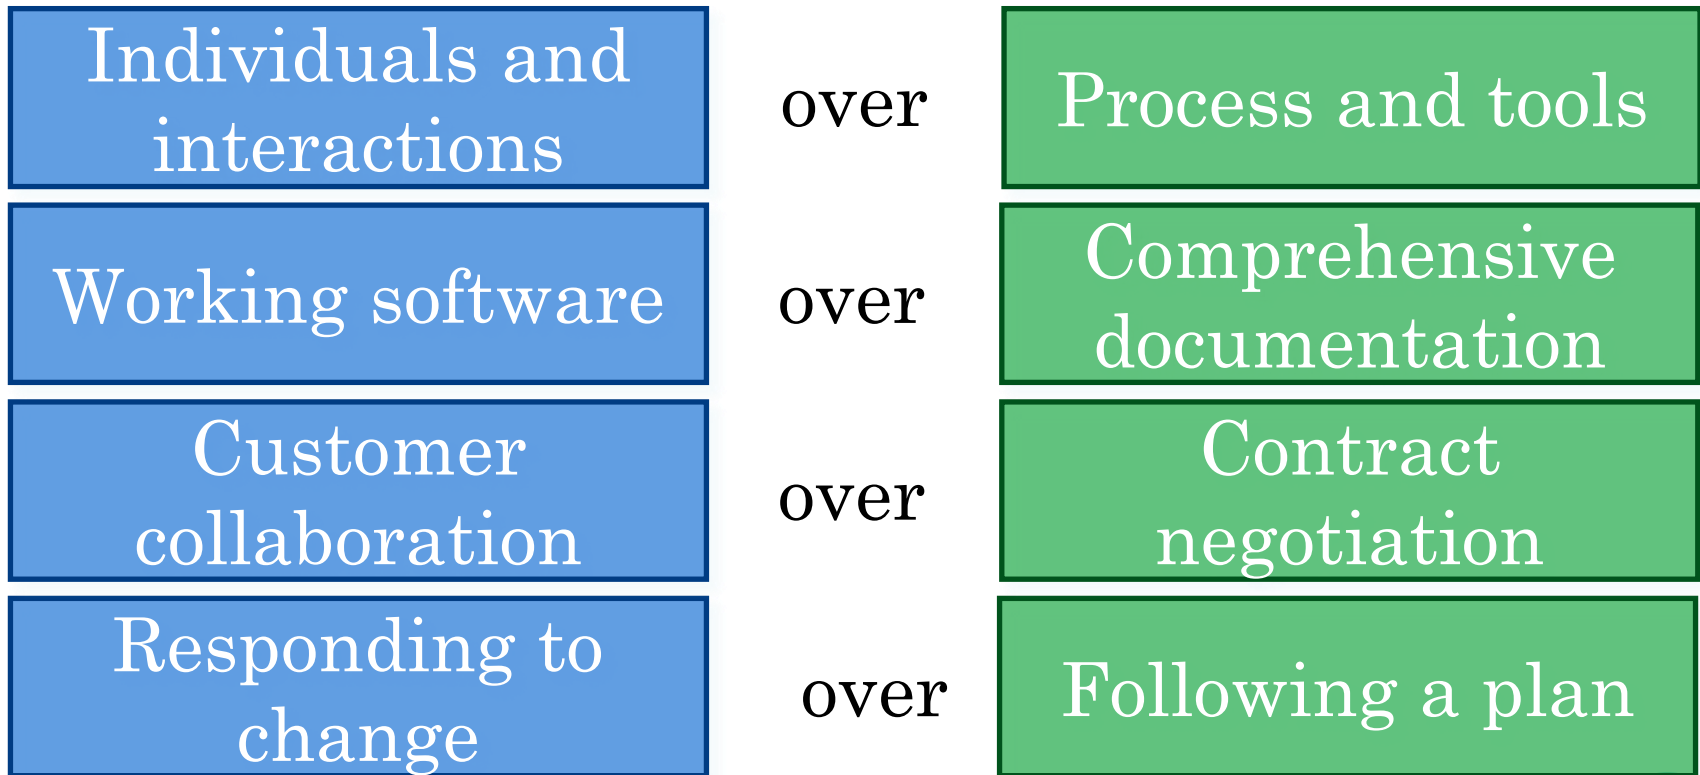 Individuals and
interactions
over
Process and tools
Working software
over
Comprehensive
documentation
Customer
collaboration
over
Contract
negotiation
Responding to
change
over
Following a plan